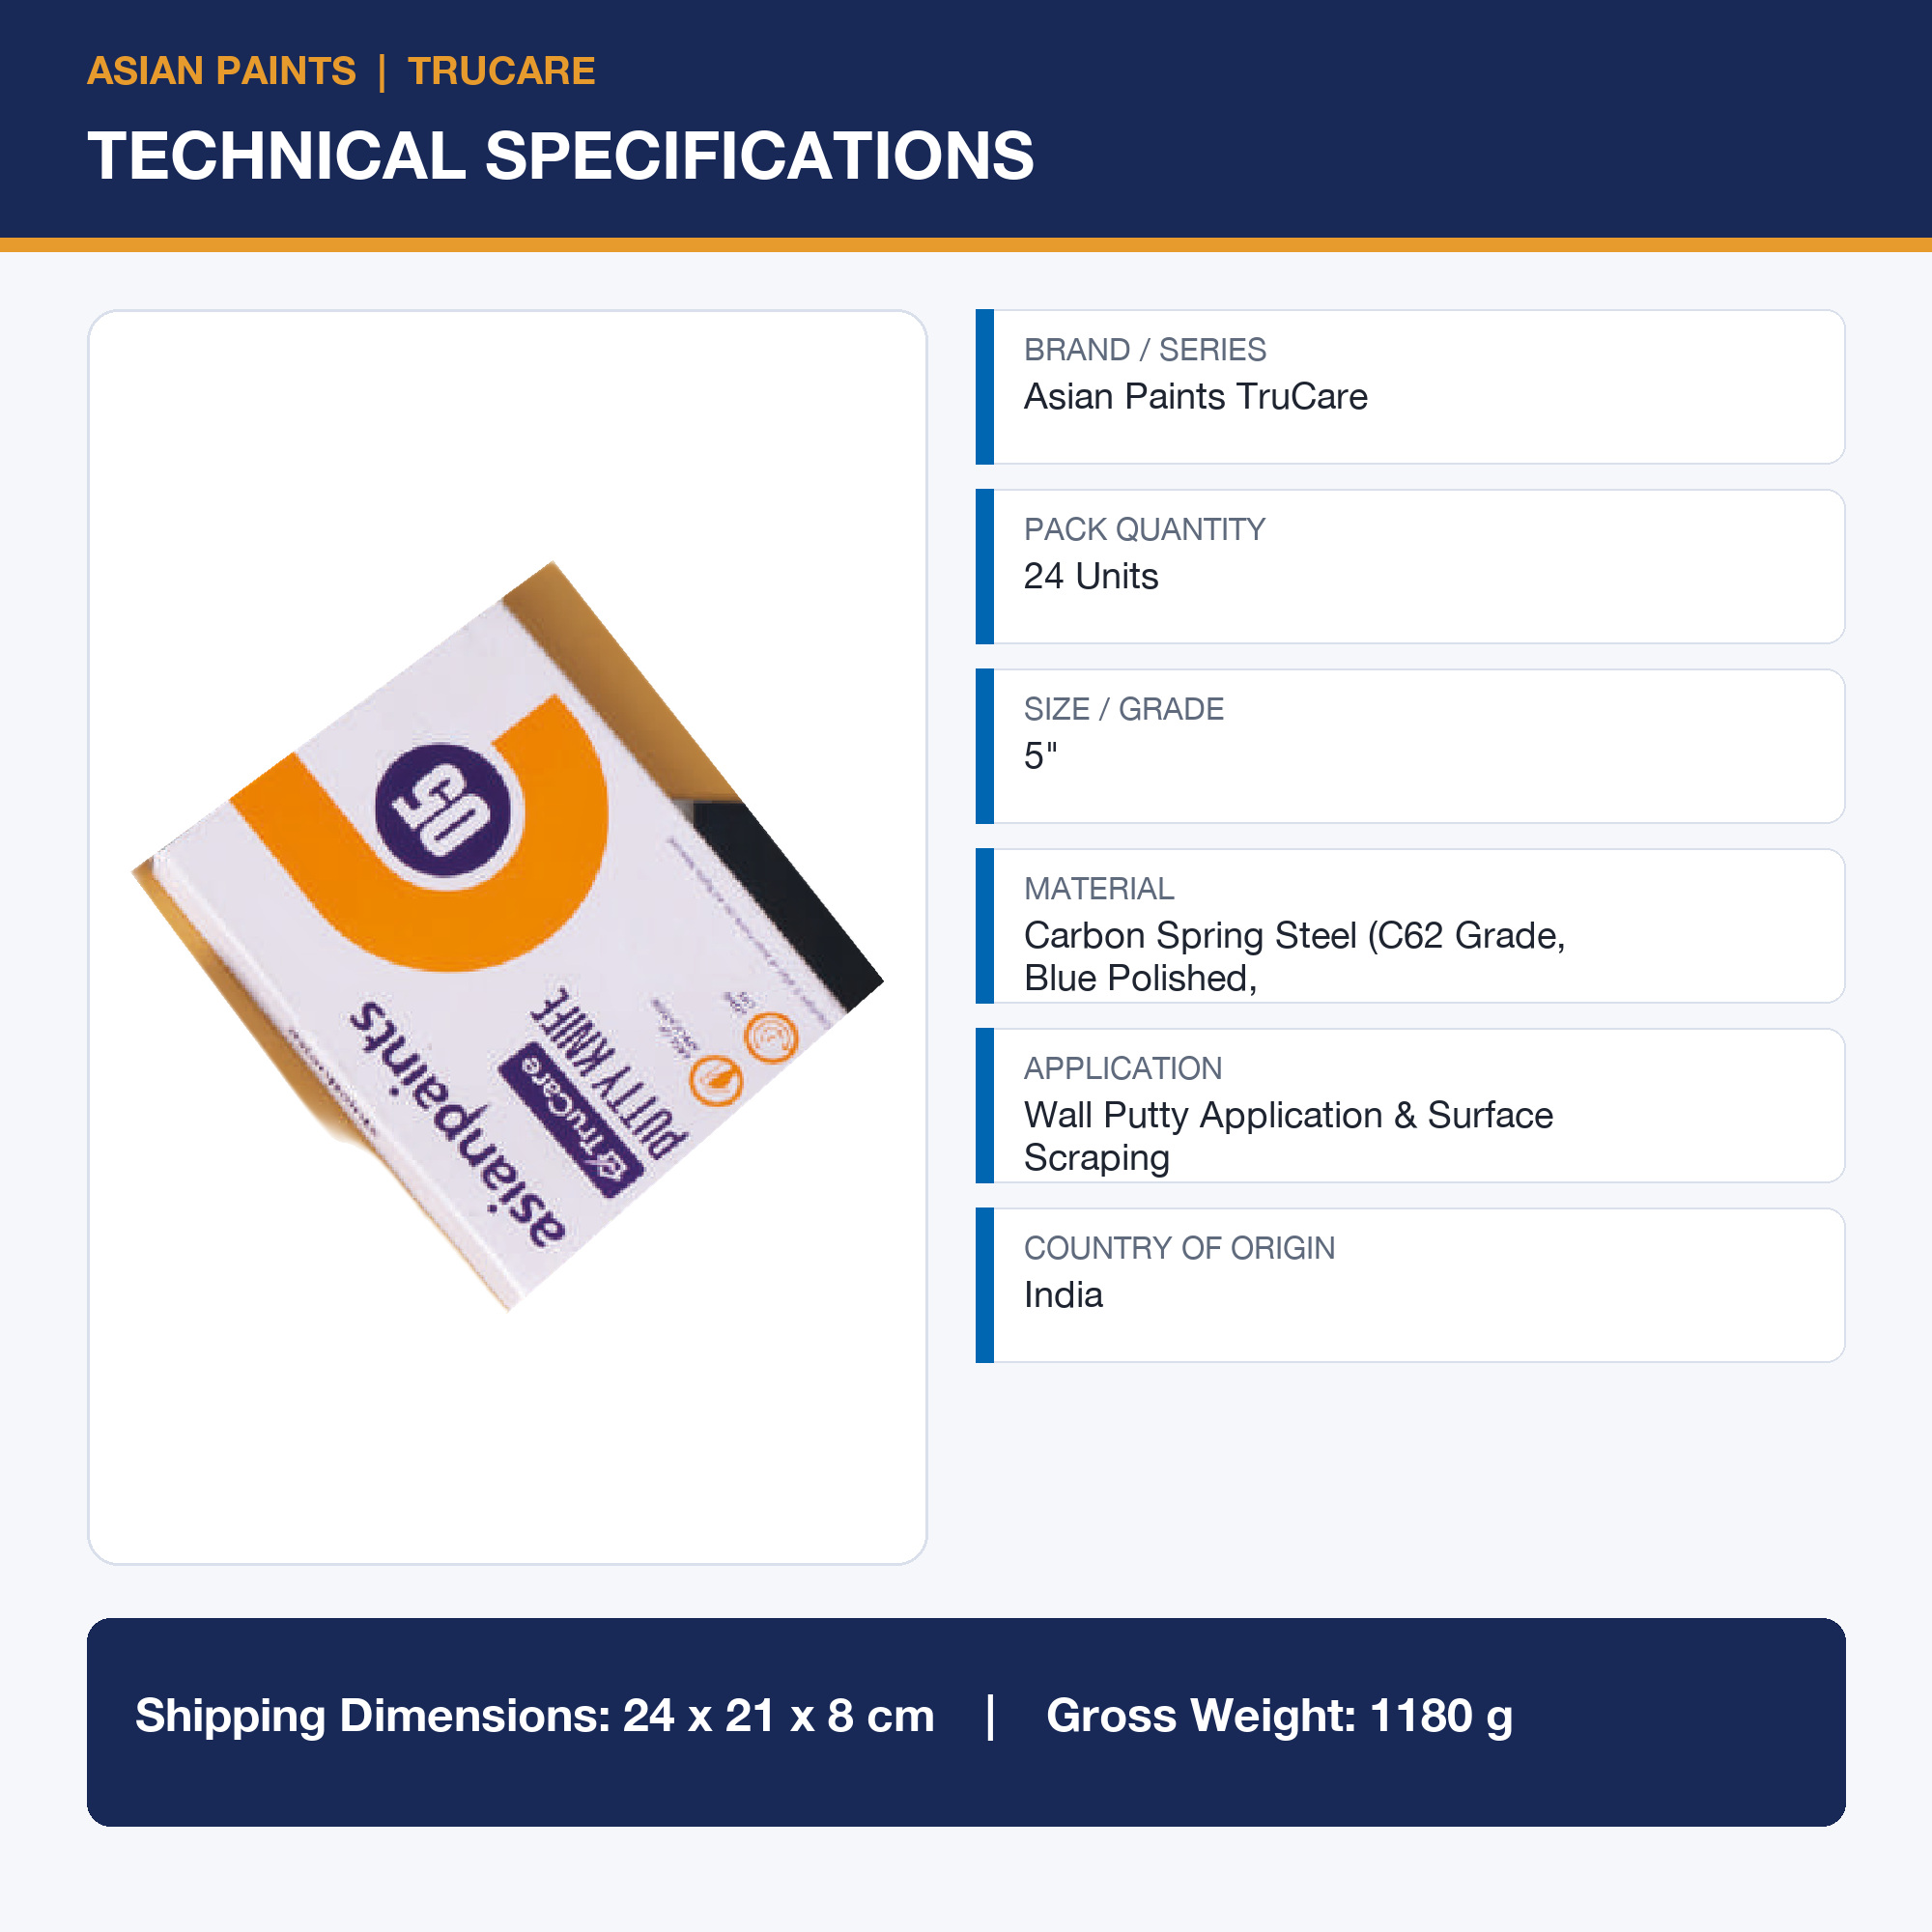 ASIAN PAINTS | TRUCARE
TECHNICAL SPECIFICATIONS
05
asianpaints
TruCare
PUTTY KNIFE
BRAND / SERIES
Asian Paints TruCare
PACK QUANTITY
24 Units
SIZE / GRADE
5"
MATERIAL
Carbon Spring Steel (C62 Grade,
Blue Polished,
APPLICATION
Wall Putty Application & Surface
Scraping
COUNTRY OF ORIGIN
India
Shipping Dimensions: 24 x 21 x 8 cm | Gross Weight: 1180 g